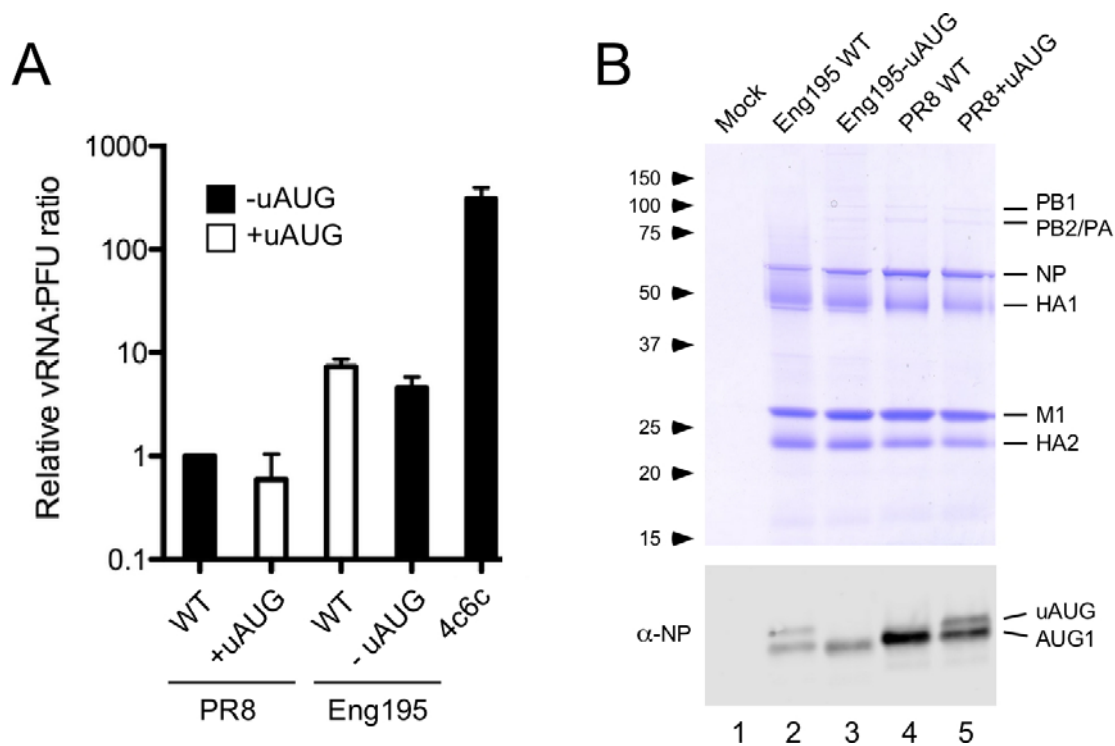 A
Relative vRNA:PFU ratio
1000
100
10
1
0.1
-uAUG
+uAUG
WT
+uAUG
WT
- uAUG
4c6c
PR8
Eng195
B
Mock
Eng195 WT
Eng195-uAUG
PR8 WT
PR8+uAUG
150
100
75
50
37
25
20
15
PB1
PB2/PA
NP
HA1
M1
HA2
α-NP
uAUG
AUG1
1 2 3 4 5